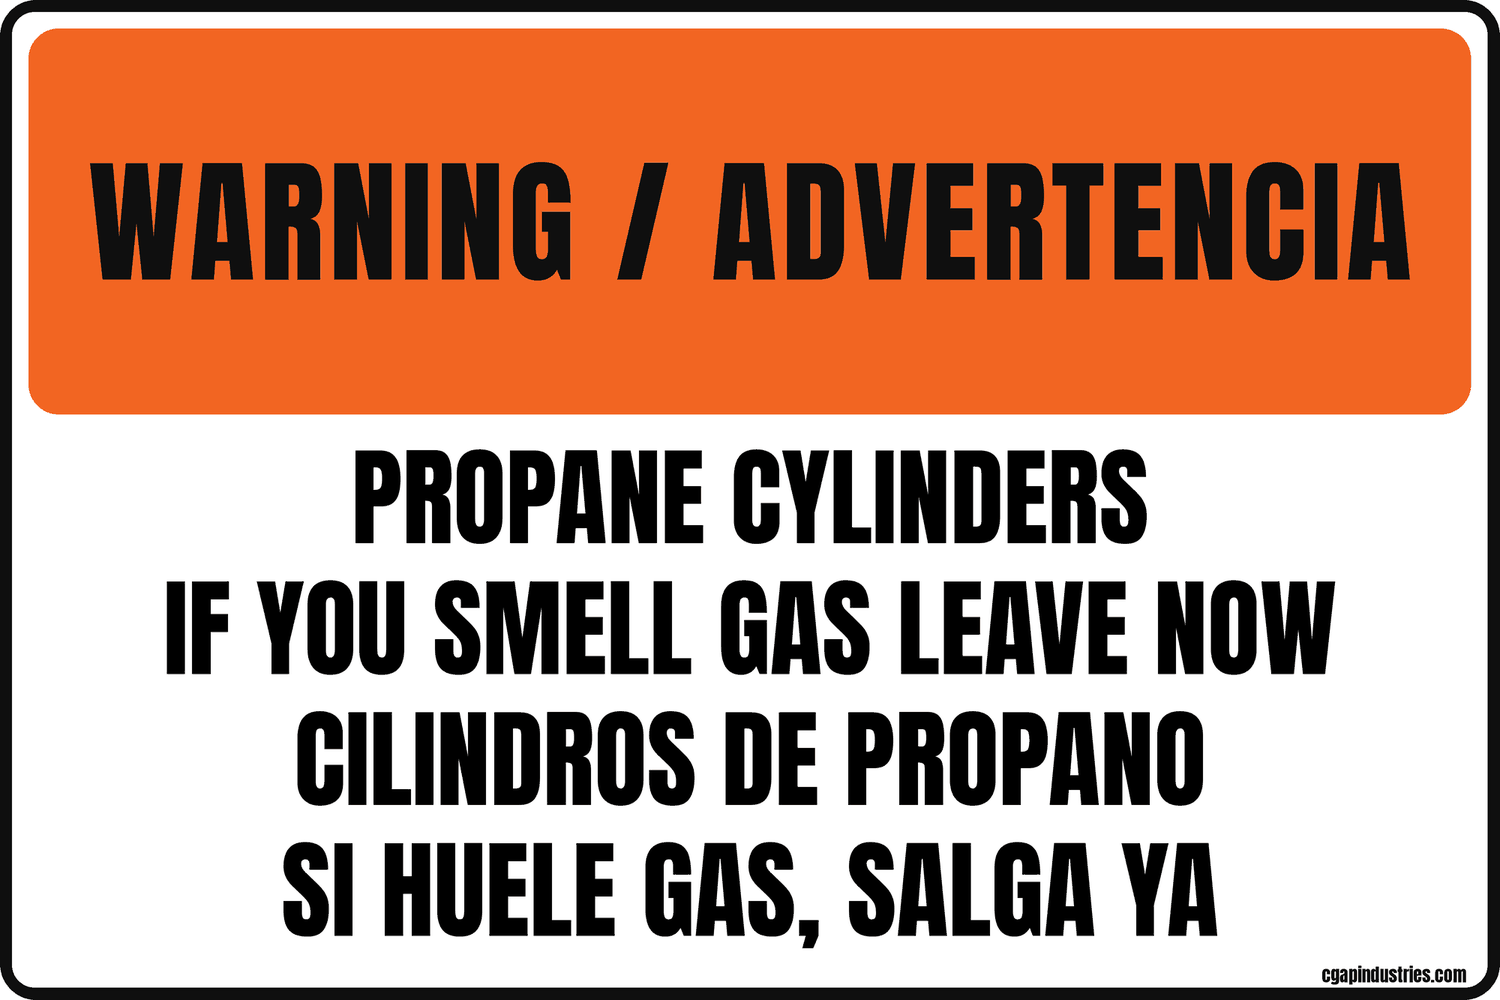 WARNING / ADVERTENCIA
PROPANE CYLINDERS
IF YOU SMELL GAS LEAVE NOW
CILINDROS DE PROPANO
SI HUELE GAS, SALGA YA
cgapindustries.com